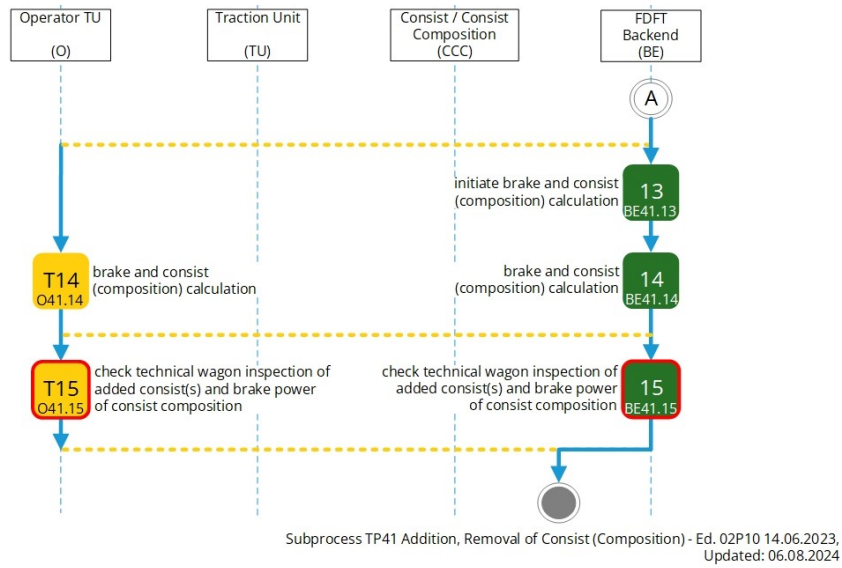 Operator TU
(O)
Traction Unit
(TU)
Consist / Consist
Composition
(CCC)
FDFT
Backend
(BE)
A
initiate brake and consist
(composition) calculation
13
BE41.13
T14
O41.14
brake and consist
(composition) calculation
brake and consist
(composition) calculation
14
BE41.14
T15
O41.15
check technical wagon inspection of
added consist(s) and brake power
of consist composition
check technical wagon inspection of
added consist(s) and brake power
of consist composition
15
BE41.15
Subprocess TP41 Addition, Removal of Consist (Composition) - Ed. 02P10 14.06.2023,
Updated: 06.08.2024